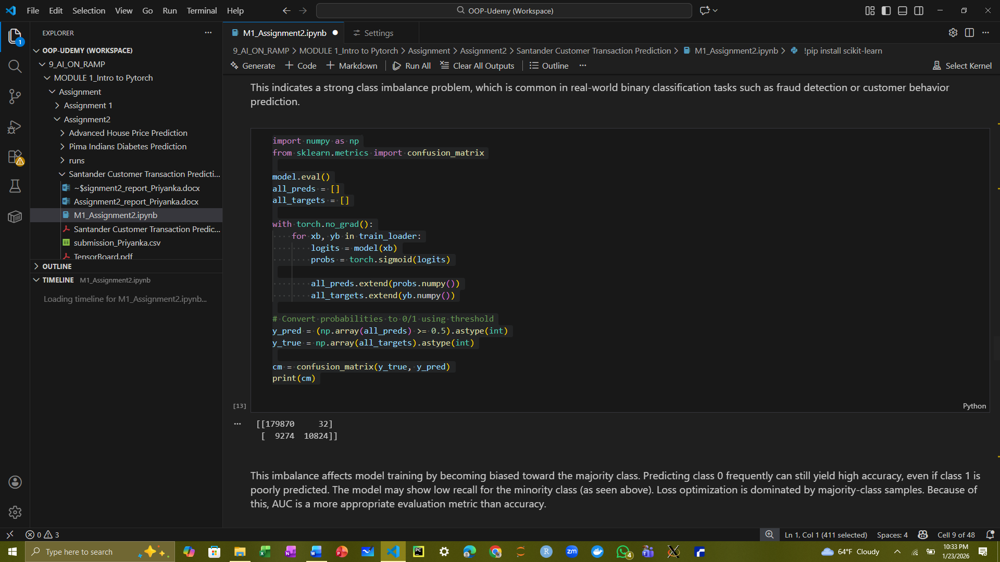 File Edit Selection View Go Run Terminal Help
OOP-Udemy (Workspace)
EXPLORER
1
OOP-UDEMY (WORKSPACE)
9_AI_ON_RAMP
MODULE 1_Intro to Pytorch
Assignment
Assignment 1
Assignment2
Advanced House Price Prediction
Pima Indians Diabetes Prediction
runs
Santander Customer Transaction Predicti...
~$signment2_report_Priyanka.docx
Assignment2_report_Priyanka.docx
M1_Assignment2.ipynb
Santander Customer Transaction Predic...
submission_Priyanka.csv
TensorBoard.pdf
OUTLINE
TIMELINE M1_Assignment2.ipynb
Loading timeline for M1_Assignment2.ipynb...
M1_Assignment2.ipynb
Settings
9_AI_ON_RAMP > MODULE 1_Intro to Pytorch > Assignment > Assignment2 > Santander Customer Transaction Prediction > M1_Assignment2.ipynb > !pip install scikit-learn
Generate + Code + Markdown Run All Clear All Outputs Outline ... Select Kernel
This indicates a strong class imbalance problem, which is common in real-world binary classification tasks such as fraud detection or customer behavior
prediction.
import numpy as np
from sklearn.metrics import confusion_matrix
model.eval()
all_preds = []
all_targets = []
with torch.no_grad():
for xb, yb in train_loader:
logits = model(xb)
probs = torch.sigmoid(logits)
all_preds.extend(probs.numpy())
all_targets.extend(yb.numpy())
# Convert probabilities to 0/1 using threshold
y_pred = (np.array(all_preds) >= 0.5).astype(int)
y_true = np.array(all_targets).astype(int)
cm = confusion_matrix(y_true, y_pred)
print(cm)
[13]
Python
[[179870 32]
[ 9274 10824]]
This imbalance affects model training by becoming biased toward the majority class. Predicting class 0 frequently can still yield high accuracy, even if class 1 is
poorly predicted. The model may show low recall for the minority class (as seen above). Loss optimization is dominated by majority-class samples. Because of
this, AUC is a more appropriate evaluation metric than accuracy.
0 3
Ln 1, Col 1 (411 selected) Spaces: 4 Cell 9 of 48
Type here to search
PC
R
zm
4
64°F Cloudy
10:33 PM
1/23/2026